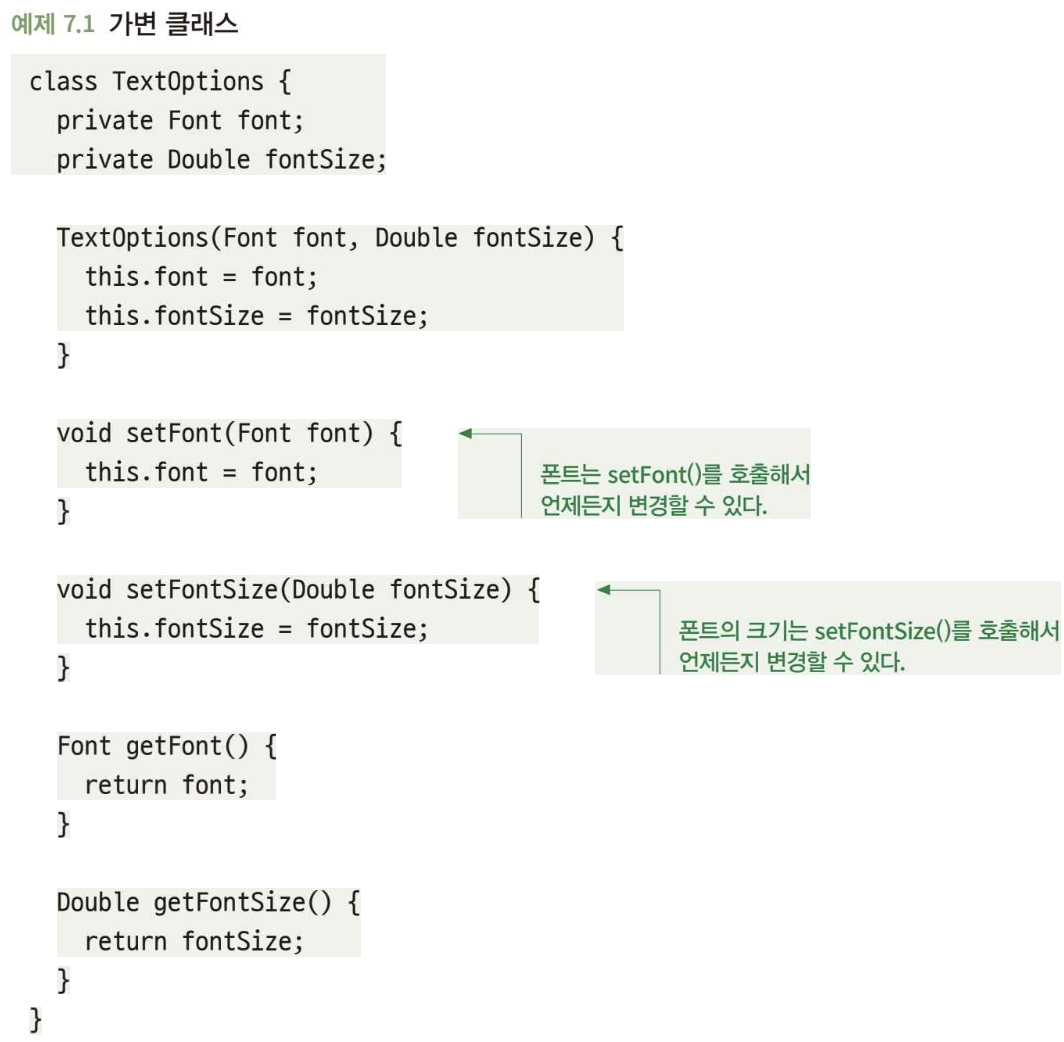 예제 7.1 가변 클래스
class TextOptions {
  private Font font;
  private Double fontSize;

  TextOptions(Font font, Double fontSize) {
    this.font = font;
    this.fontSize = fontSize;
  }

  void setFont(Font font) {
    this.font = font;
  }
폰트는 setFont()를 호출해서
언제든지 변경할 수 있다.

  void setFontSize(Double fontSize) {
    this.fontSize = fontSize;
  }
폰트의 크기는 setFontSize()를 호출해서
언제든지 변경할 수 있다.

  Font getFont() {
    return font;
  }

  Double getFontSize() {
    return fontSize;
  }
}